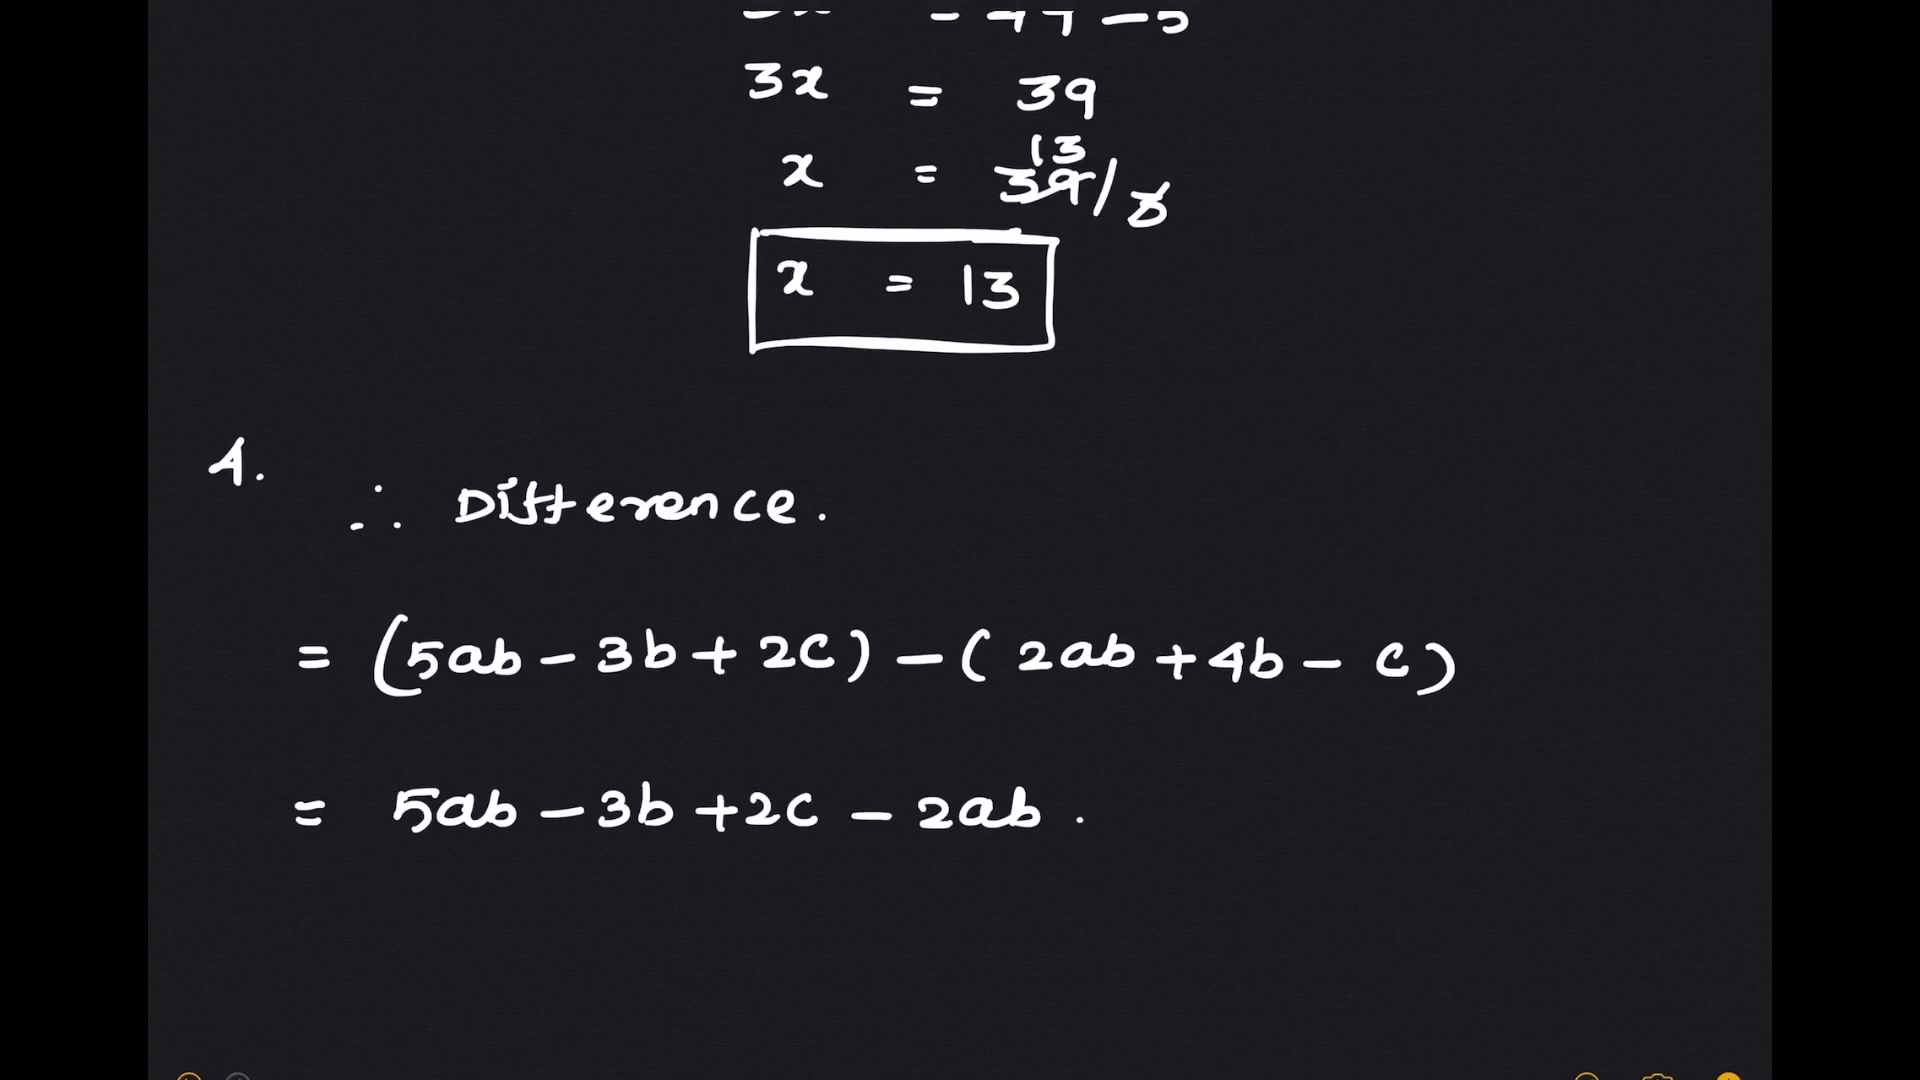 3x = 39
x = 39/3 13
x = 13
4.
∴ Difference.
= (5ab - 3b + 2c) - (2ab + 4b - c)
= 5ab - 3b + 2c - 2ab .